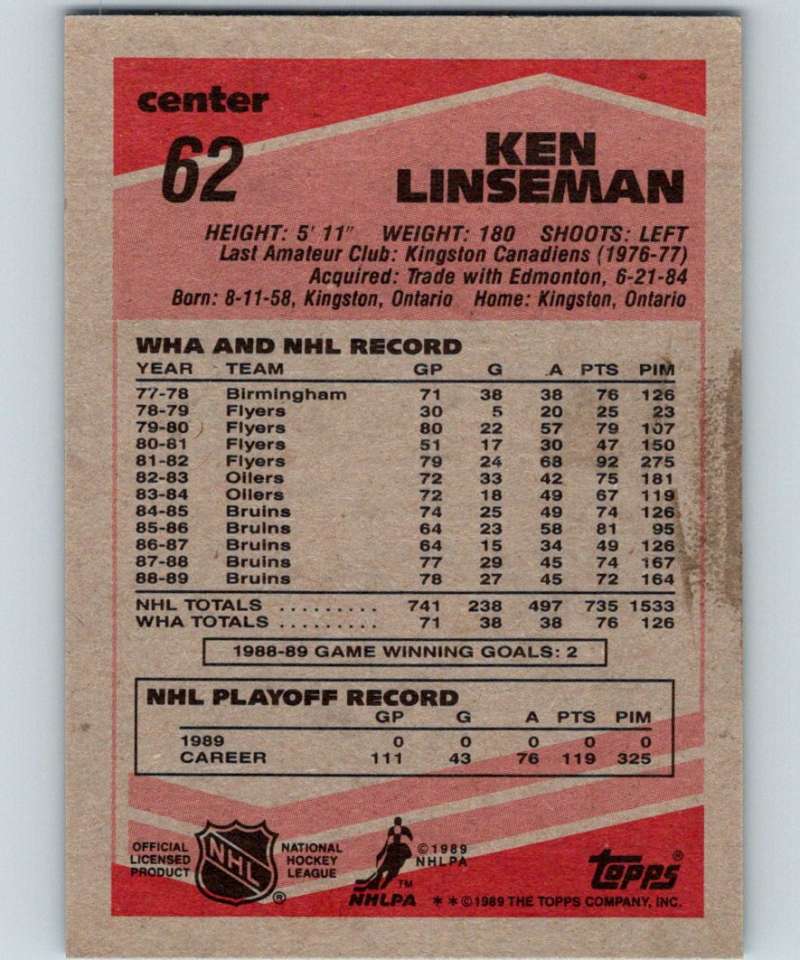 center
62
KEN
LINSEMAN
HEIGHT: 5' 11" WEIGHT: 180 SHOOTS: LEFT
Last Amateur Club: Kingston Canadiens (1976-77)
Acquired: Trade with Edmonton, 6-21-84
Born: 8-11-58, Kingston, Ontario Home: Kingston, Ontario
WHA AND NHL RECORD
YEAR TEAM GP G A PTS PIM
77-78 Birmingham 71 38 38 76 126
78-79 Flyers 30 5 20 25 23
79-80 Flyers 80 22 57 79 107
80-81 Flyers 51 17 30 47 150
81-82 Flyers 79 24 68 92 275
82-83 Oilers 72 33 42 75 181
83-84 Oilers 72 18 49 67 119
84-85 Bruins 74 25 49 74 126
85-86 Bruins 64 23 58 81 95
86-87 Bruins 64 15 34 49 126
87-88 Bruins 77 29 45 74 167
88-89 Bruins 78 27 45 72 164
NHL TOTALS ......... 741 238 497 735 1533
WHA TOTALS ......... 71 38 38 76 126
1988-89 GAME WINNING GOALS: 2
NHL PLAYOFF RECORD
GP G A PTS PIM
1989 0 0 0 0 0
CAREER 111 43 76 119 325
OFFICIAL LICENSED PRODUCT
NHL ®
NATIONAL HOCKEY LEAGUE
©1989 NHLPA
TM
NHLPA
topps®
* * ©1989 THE TOPPS COMPANY, INC.